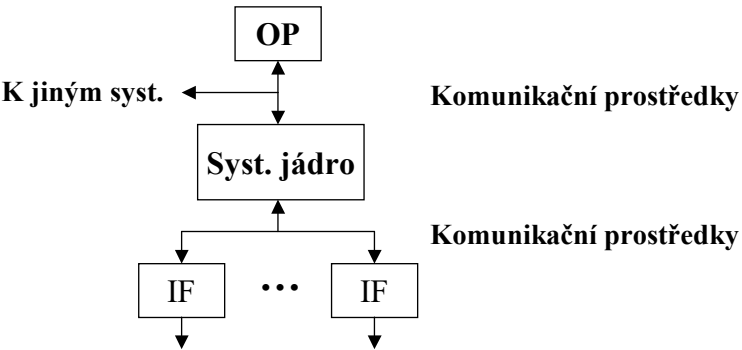 OP
K jiným syst.
Komunikační prostředky
Syst. jádro
Komunikační prostředky
IF ••• IF